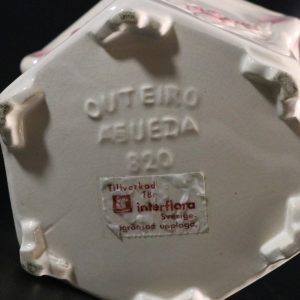 OUTEIRO
AGUEDA
820
Tillverkad
för
interflora
Sverige.
Begränsad upplaga.